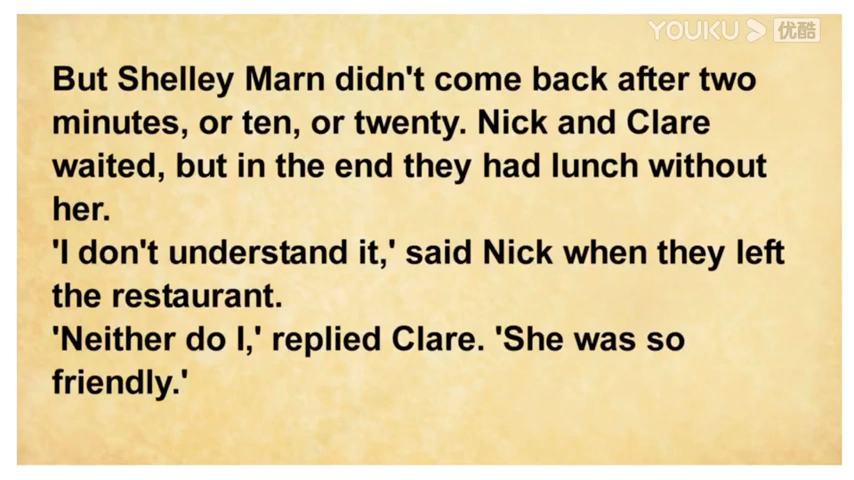 YOUKU 优酷
But Shelley Marn didn't come back after two
minutes, or ten, or twenty. Nick and Clare
waited, but in the end they had lunch without
her.
'I don't understand it,' said Nick when they left
the restaurant.
'Neither do I,' replied Clare. 'She was so
friendly.'